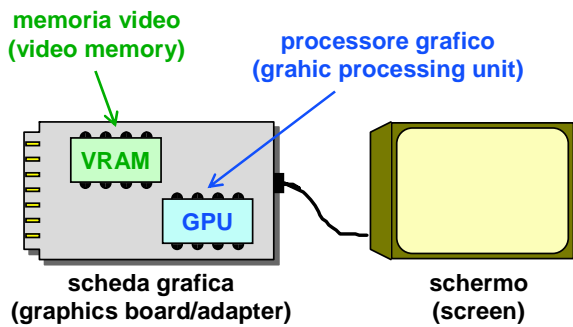 memoria video
(video memory)
processore grafico
(grahic processing unit)
VRAM
GPU
scheda grafica
(graphics board/adapter)
schermo
(screen)